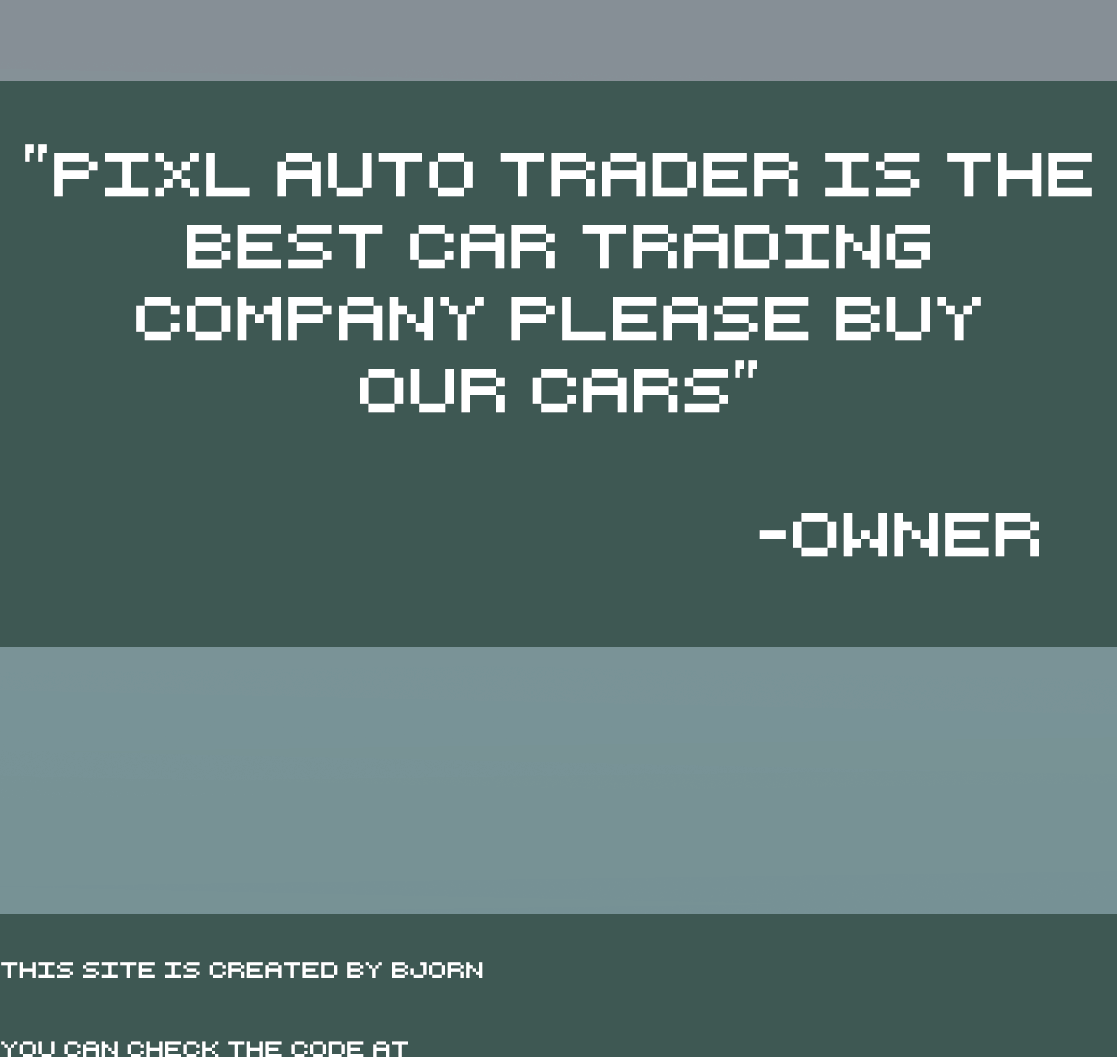 "PIXL AUTO TRADER IS THE
BEST CAR TRADING
COMPANY PLEASE BUY
OUR CARS"
-OWNER
THIS SITE IS CREATED BY BJORN
YOU CAN CHECK THE CODE AT